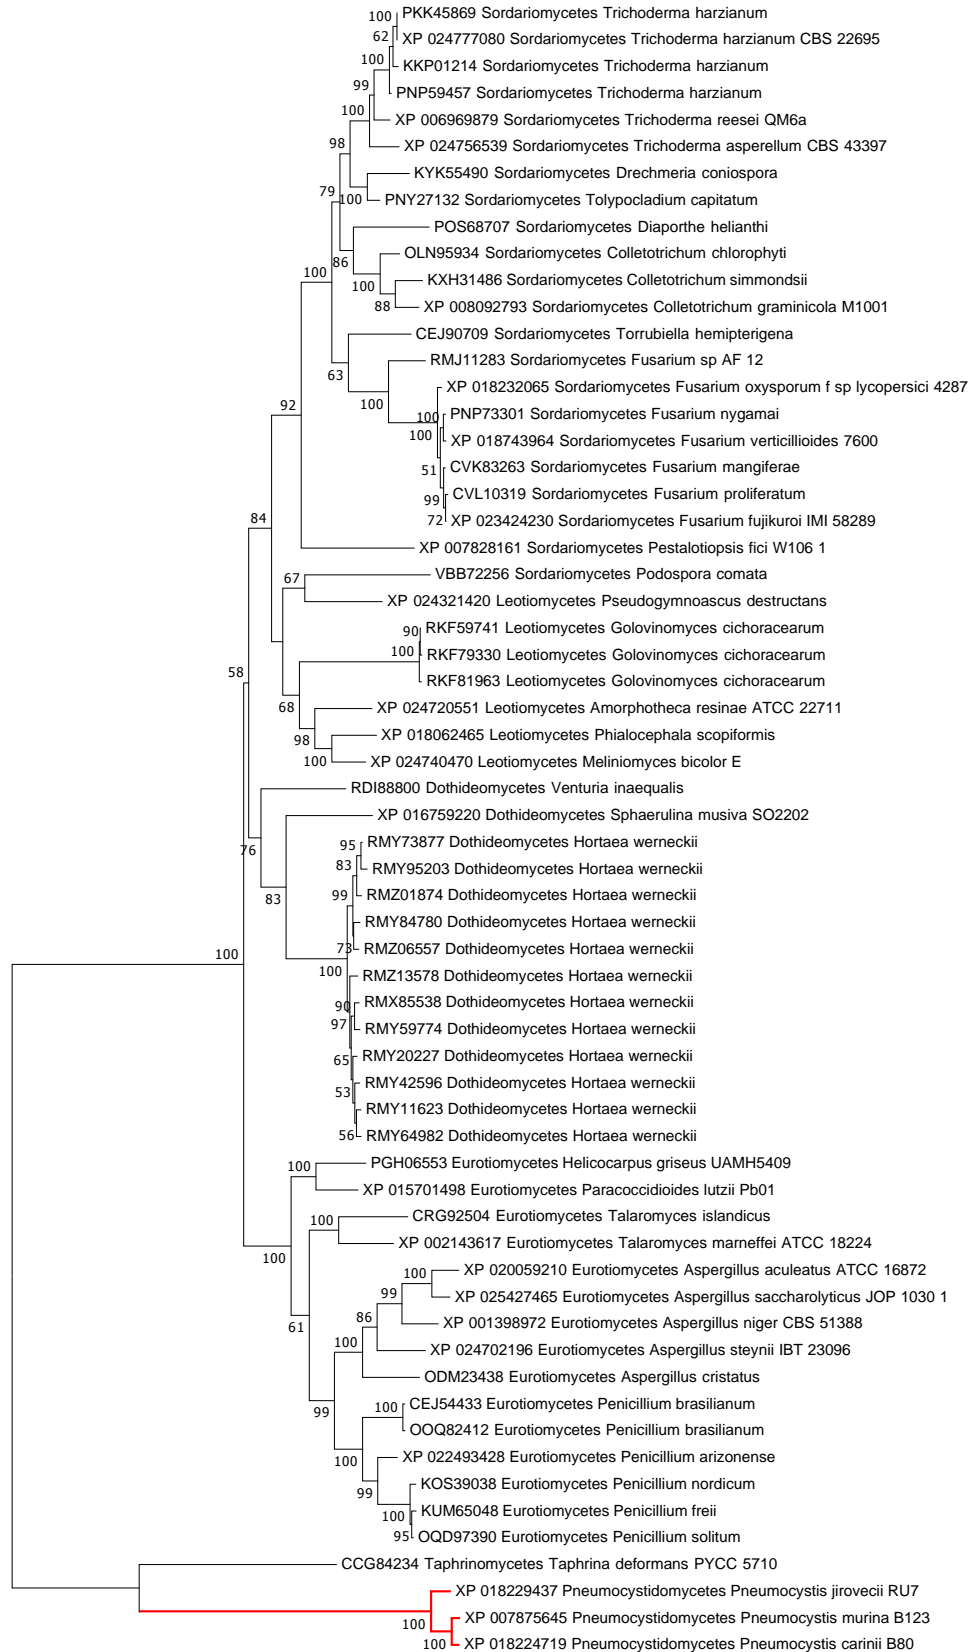 PKK45869 Sordariomycetes Trichoderma harzianum
100
XP 024777080 Sordariomycetes Trichoderma harzianum CBS 22695
62
KKP01214 Sordariomycetes Trichoderma harzianum
100
PNP59457 Sordariomycetes Trichoderma harzianum
99
XP 006969879 Sordariomycetes Trichoderma reesei QM6a
100
XP 024756539 Sordariomycetes Trichoderma asperellum CBS 43397
98
KYK55490 Sordariomycetes Drechmeria coniospora
79
100
PNY27132 Sordariomycetes Tolypocladium capitatum
POS68707 Sordariomycetes Diaporthe helianthi
86
OLN95934 Sordariomycetes Colletotrichum chlorophyti
100
100
KXH31486 Sordariomycetes Colletotrichum simmondsii
88
XP 008092793 Sordariomycetes Colletotrichum graminicola M1001
CEJ90709 Sordariomycetes Torrubiella hemipterigena
63
RMJ11283 Sordariomycetes Fusarium sp AF 12
XP 018232065 Sordariomycetes Fusarium oxysporum f sp lycopersici 4287
100
92
PNP73301 Sordariomycetes Fusarium nygamai
100
100
XP 018743964 Sordariomycetes Fusarium verticillioides 7600
51
CVK83263 Sordariomycetes Fusarium mangiferae
99
CVL10319 Sordariomycetes Fusarium proliferatum
84
72
XP 023424230 Sordariomycetes Fusarium fujikuroi IMI 58289
XP 007828161 Sordariomycetes Pestalotiopsis fici W106 1
VBB72256 Sordariomycetes Podospora comata
67
XP 024321420 Leotiomycetes Pseudogymnoascus destructans
RKF59741 Leotiomycetes Golovinomyces cichoracearum
90
100
RKF79330 Leotiomycetes Golovinomyces cichoracearum
58
RKF81963 Leotiomycetes Golovinomyces cichoracearum
68
XP 024720551 Leotiomycetes Amorphotheca resinae ATCC 22711
98
XP 018062465 Leotiomycetes Phialocephala scopiformis
100
XP 024740470 Leotiomycetes Meliniomyces bicolor E
RDI88800 Dothideomycetes Venturia inaequalis
XP 016759220 Dothideomycetes Sphaerulina musiva SO2202
76
95
RMY73877 Dothideomycetes Hortaea werneckii
83
RMY95203 Dothideomycetes Hortaea werneckii
83
99
RMZ01874 Dothideomycetes Hortaea werneckii
RMY84780 Dothideomycetes Hortaea werneckii
73
RMZ06557 Dothideomycetes Hortaea werneckii
100
100
RMZ13578 Dothideomycetes Hortaea werneckii
90
RMX85538 Dothideomycetes Hortaea werneckii
97
RMY59774 Dothideomycetes Hortaea werneckii
65
RMY20227 Dothideomycetes Hortaea werneckii
53
RMY42596 Dothideomycetes Hortaea werneckii
RMY11623 Dothideomycetes Hortaea werneckii
56
RMY64982 Dothideomycetes Hortaea werneckii
100
PGH06553 Eurotiomycetes Helicocarpus griseus UAMH5409
XP 015701498 Eurotiomycetes Paracoccidioides lutzii Pb01
100
CRG92504 Eurotiomycetes Talaromyces islandicus
100
XP 002143617 Eurotiomycetes Talaromyces marneffei ATCC 18224
100
XP 020059210 Eurotiomycetes Aspergillus aculeatus ATCC 16872
99
XP 025427465 Eurotiomycetes Aspergillus saccharolyticus JOP 1030 1
61
86
XP 001398972 Eurotiomycetes Aspergillus niger CBS 51388
100
XP 024702196 Eurotiomycetes Aspergillus steynii IBT 23096
ODM23438 Eurotiomycetes Aspergillus cristatus
99
100
CEJ54433 Eurotiomycetes Penicillium brasilianum
OOQ82412 Eurotiomycetes Penicillium brasilianum
100
XP 022493428 Eurotiomycetes Penicillium arizonense
99
KOS39038 Eurotiomycetes Penicillium nordicum
100
KUM65048 Eurotiomycetes Penicillium freii
95
OQD97390 Eurotiomycetes Penicillium solitum
CCG84234 Taphrinomycetes Taphrina deformans PYCC 5710
XP 018229437 Pneumocystidomycetes Pneumocystis jirovecii RU7
100
XP 007875645 Pneumocystidomycetes Pneumocystis murina B123
100
XP 018224719 Pneumocystidomycetes Pneumocystis carinii B80